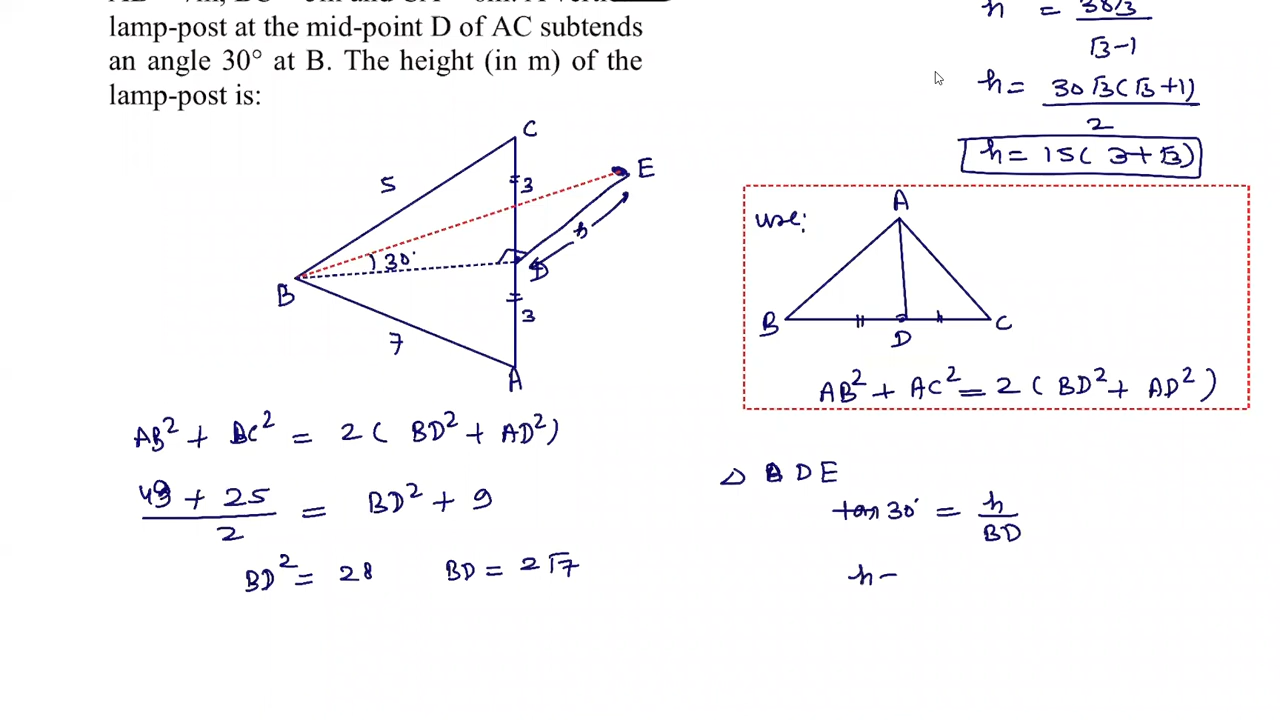 lamp-post at the mid-point D of AC subtends
an angle 30° at B. The height (in m) of the
lamp-post is:
√3-1
h = 30√3(√3+1)
2
h = 15(3+√3)
C
5
3
E
h
30°
D
B
3
7
A
use:
A
B
D
C
AB² + AC² = 2(BD² + AD²)
AB² + BC² = 2( BD² + AD²)
49 + 25
2
= BD² + 9
BD² = 28 BD = 2√7
△ BDE
tan 30° = h
BD
h =